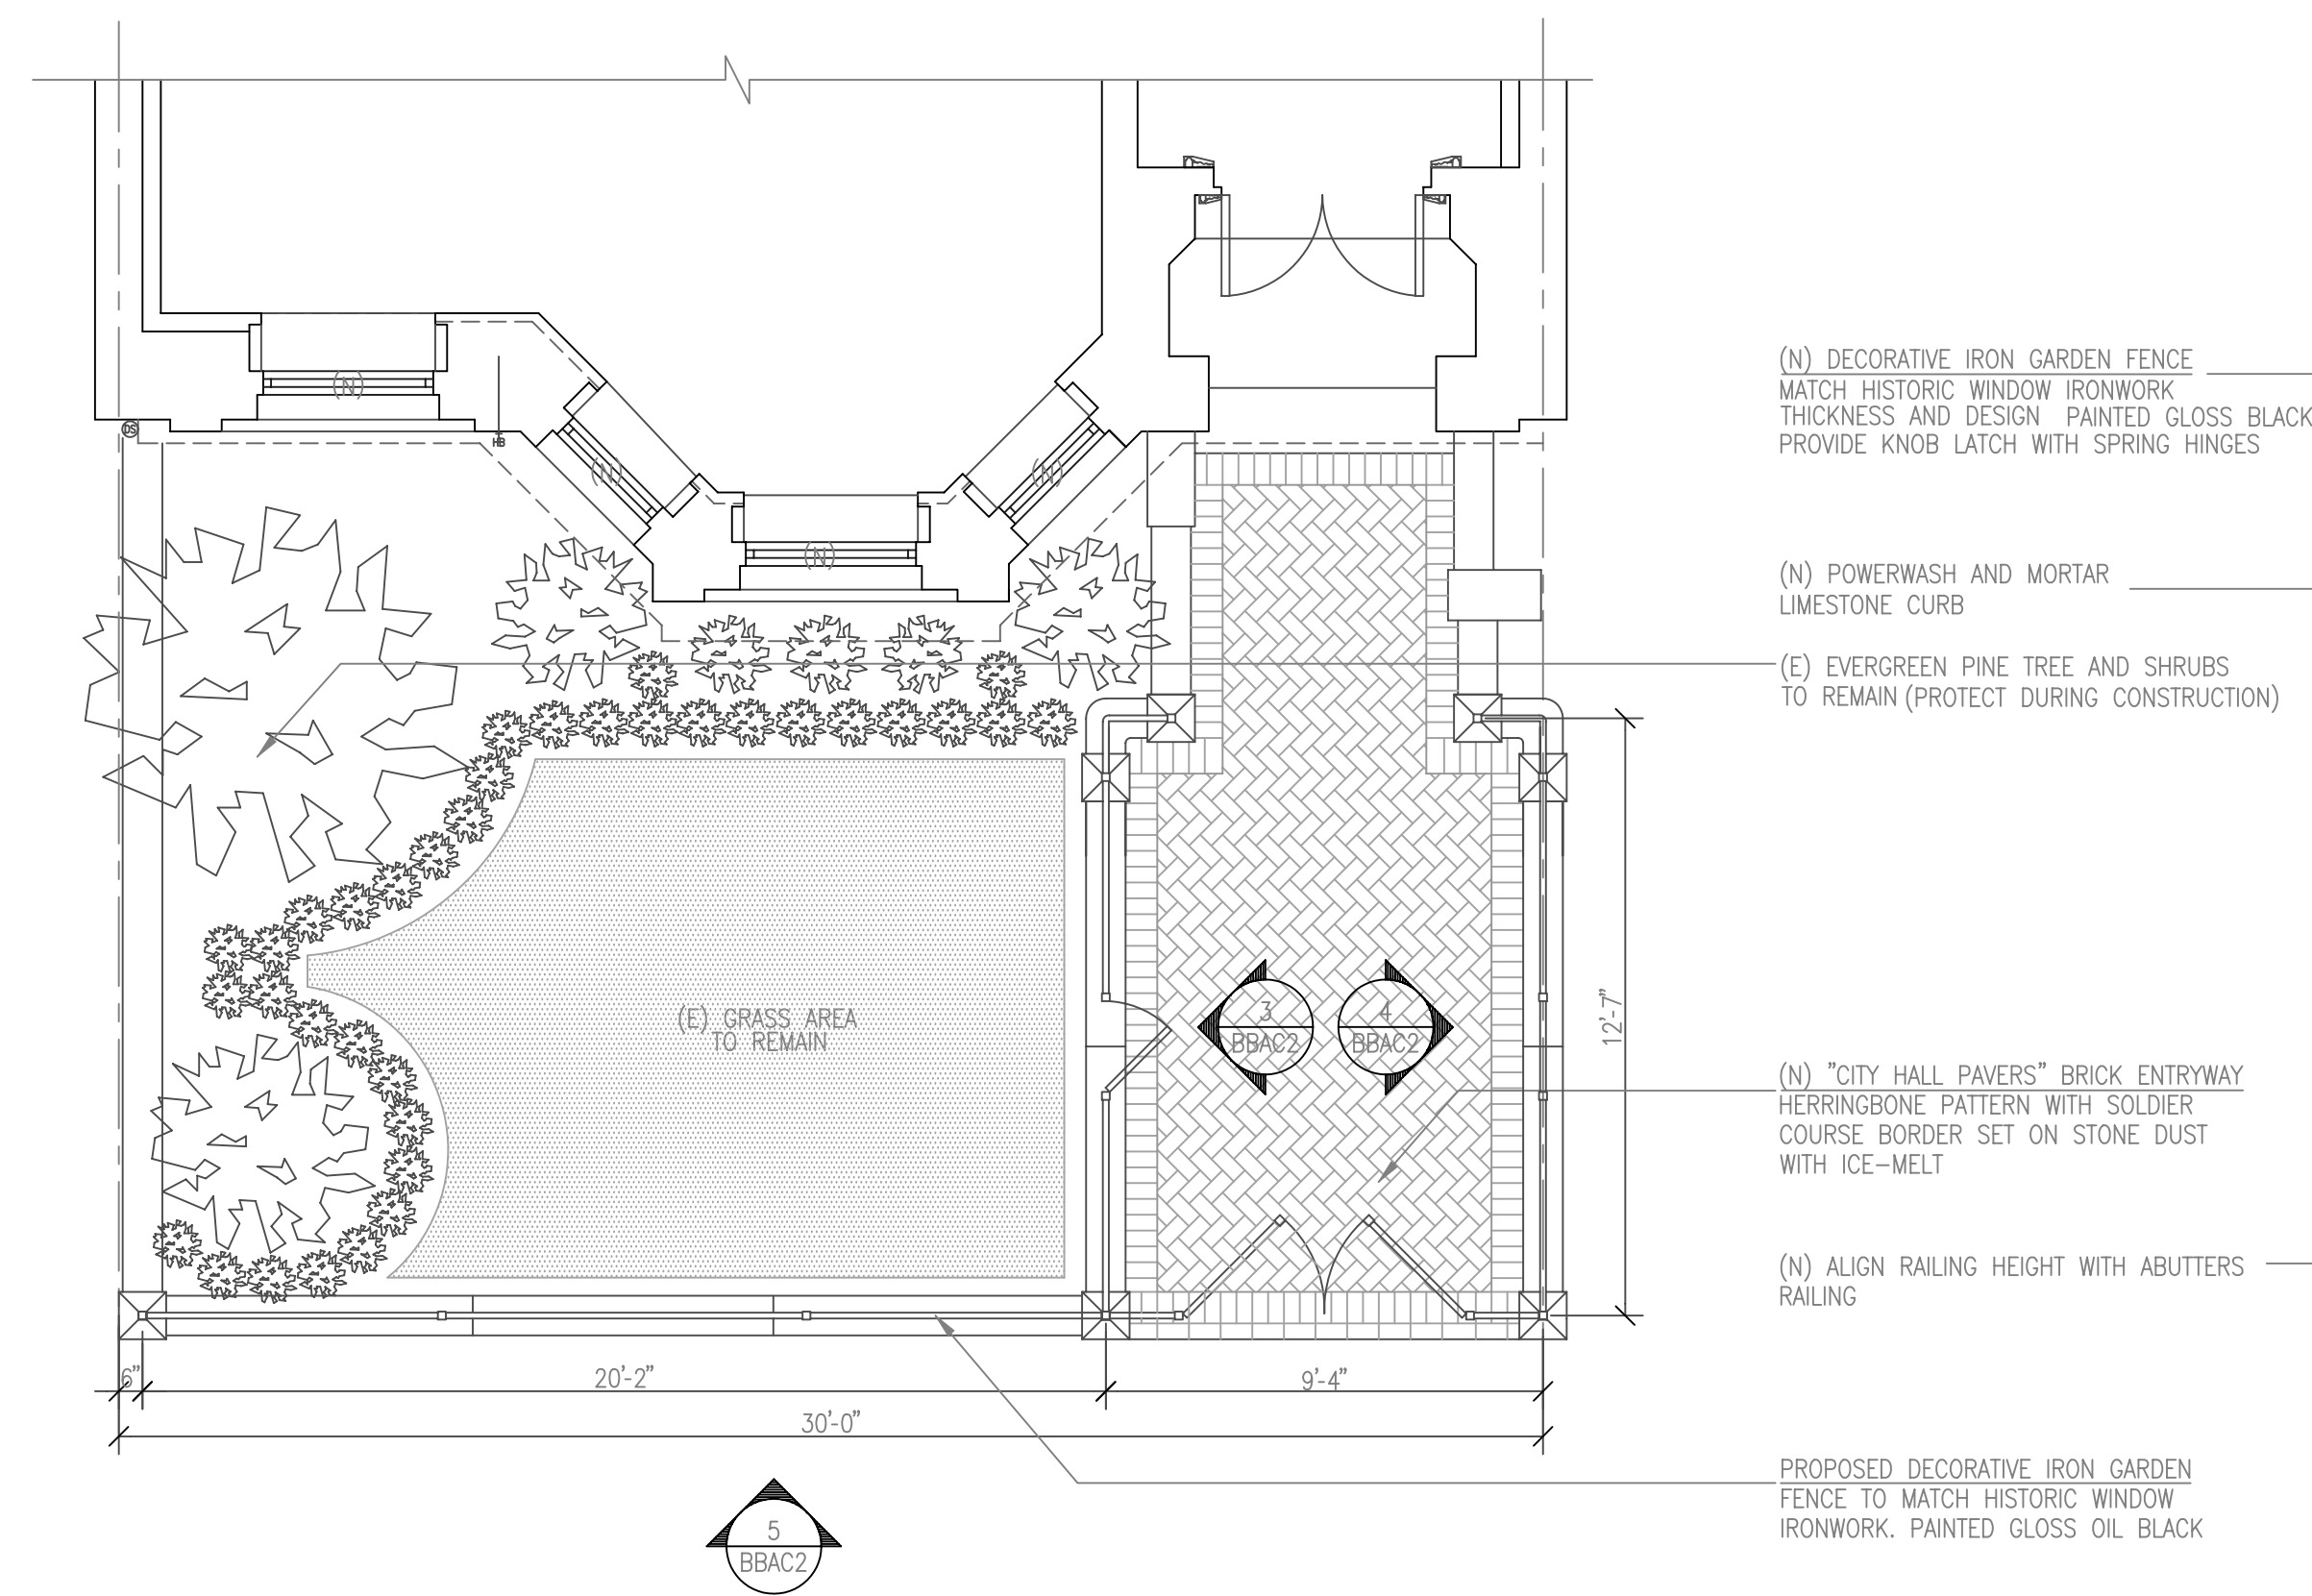 (N)
DS
HB
(N)
(N)
(N)
(N) DECORATIVE IRON GARDEN FENCE
MATCH HISTORIC WINDOW IRONWORK
THICKNESS AND DESIGN PAINTED GLOSS BLACK
PROVIDE KNOB LATCH WITH SPRING HINGES
(N) POWERWASH AND MORTAR
LIMESTONE CURB
(E) EVERGREEN PINE TREE AND SHRUBS
TO REMAIN (PROTECT DURING CONSTRUCTION)
(E) GRASS AREA
TO REMAIN
3
BBAC2
4
BBAC2
12'-7"
(N) "CITY HALL PAVERS" BRICK ENTRYWAY
HERRINGBONE PATTERN WITH SOLDIER
COURSE BORDER SET ON STONE DUST
WITH ICE-MELT
(N) ALIGN RAILING HEIGHT WITH ABUTTERS
RAILING
6"
20'-2"
9'-4"
30'-0"
PROPOSED DECORATIVE IRON GARDEN
FENCE TO MATCH HISTORIC WINDOW
IRONWORK. PAINTED GLOSS OIL BLACK
5
BBAC2